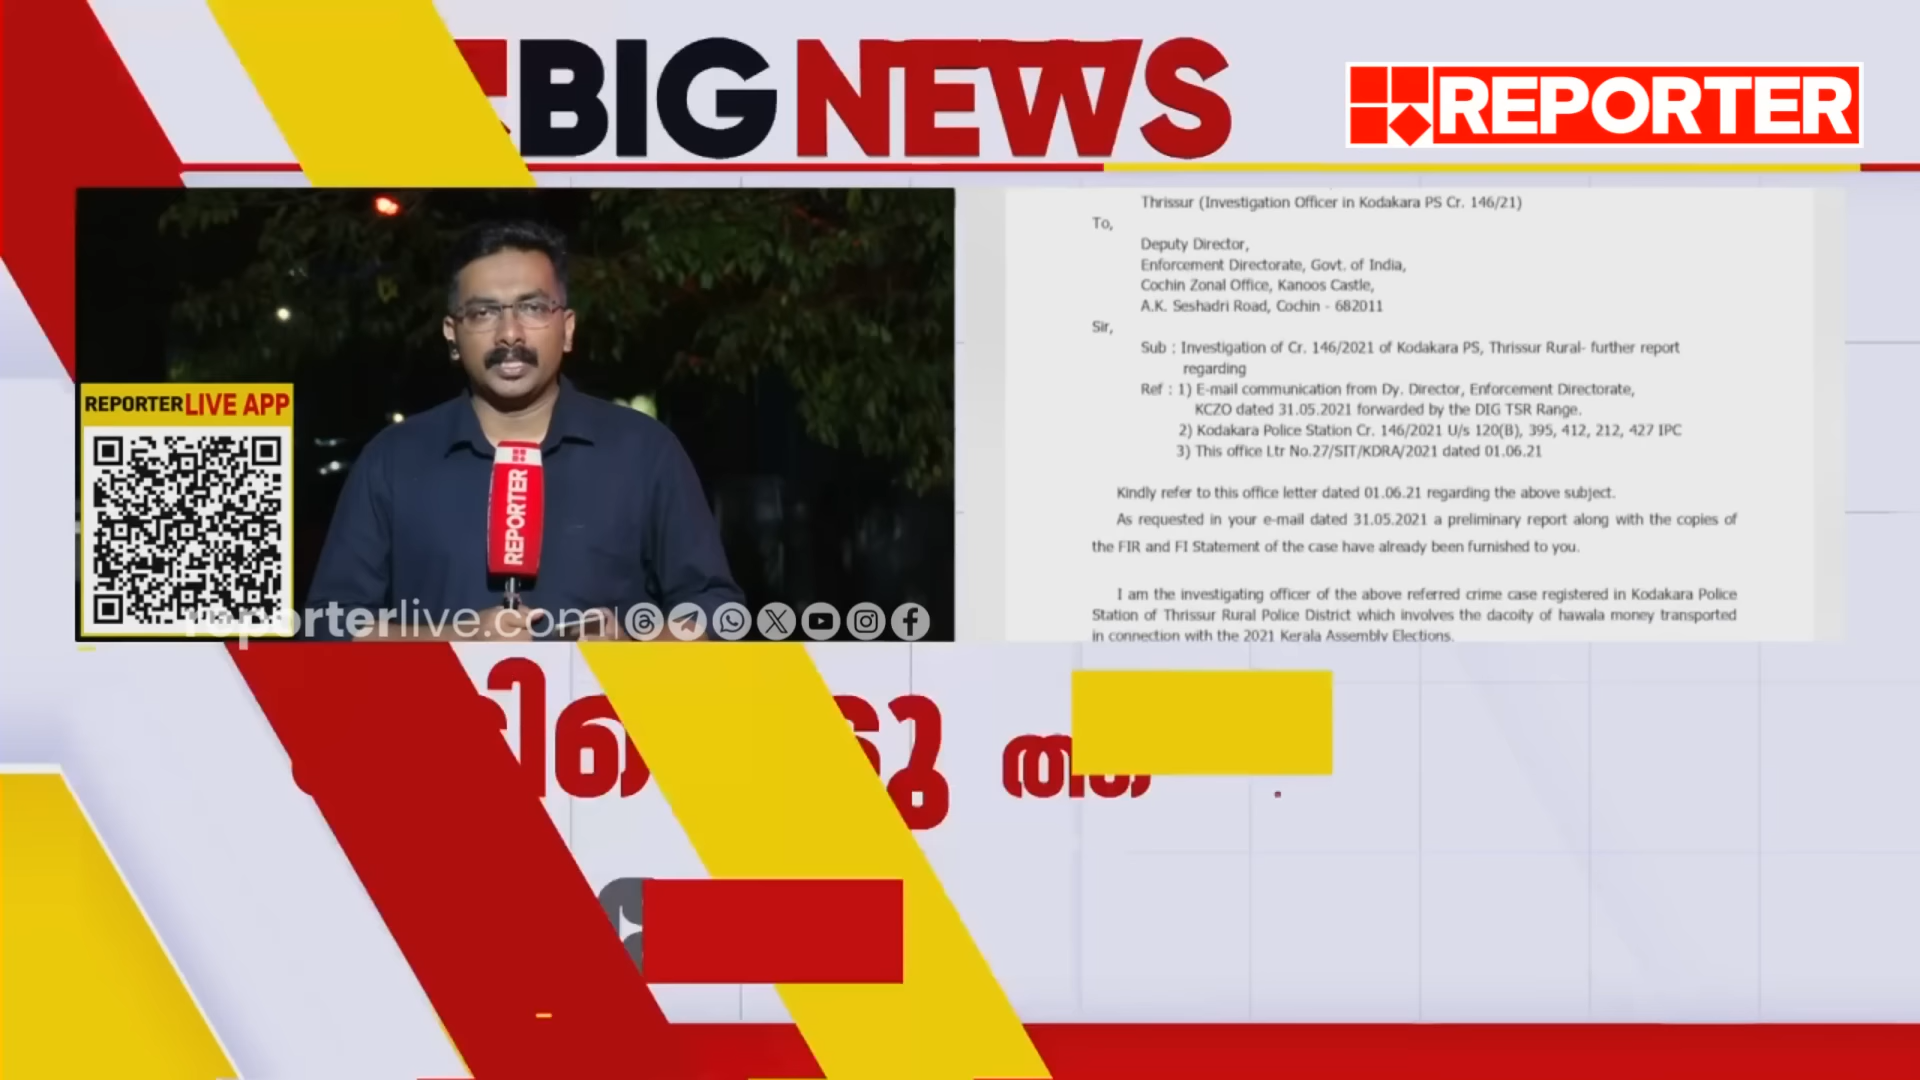 BIG NEWS
REPORTER
Thrissur (Investigation Officer in Kodakara PS Cr. 146/21)
To,
Deputy Director,
Enforcement Directorate, Govt. of India,
Cochin Zonal Office, Kanoos Castle,
A.K. Seshadri Road, Cochin - 682011
Sir,
Sub : Investigation of Cr. 146/2021 of Kodakara PS, Thrissur Rural- further report
regarding
Ref : 1) E-mail communication from Dy. Director, Enforcement Directorate,
KCZO dated 31.05.2021 forwarded by the DIG TSR Range.
2) Kodakara Police Station Cr. 146/2021 U/s 120(B), 395, 412, 212, 427 IPC
3) This office Ltr No.27/SIT/KDRA/2021 dated 01.06.21
Kindly refer to this office letter dated 01.06.21 regarding the above subject.
As requested in your e-mail dated 31.05.2021 a preliminary report along with the copies of
the FIR and FI Statement of the case have already been furnished to you.
I am the investigating officer of the above referred crime case registered in Kodakara Police
Station of Thrissur Rural Police District which involves the dacoity of hawala money transported
in connection with the 2021 Kerala Assembly Elections.
REPORTER LIVE APP
REPORTER
reporterlive.com